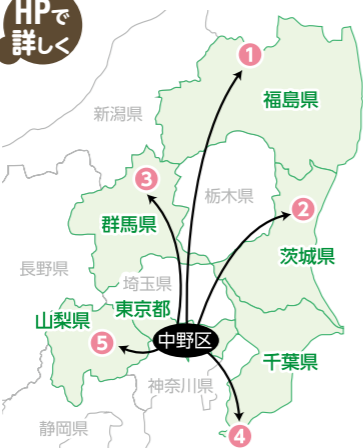 HPで
詳しく
1
福島県
新潟県
3
栃木県
2
群馬県
茨城県
長野県
埼玉県
山梨県
東京都
5
中野区
千葉県
神奈川県
静岡県
4